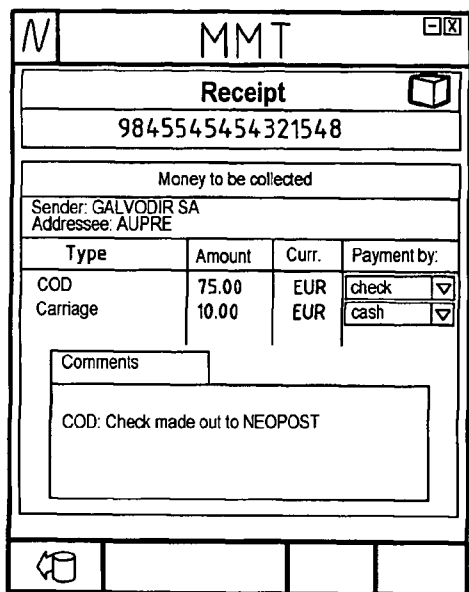 N MMT
Receipt
9845545454321548
Money to be collected
Sender: GALVODIR SA
Addressee: AUPRE
Type Amount Curr. Payment by:
COD 75.00 EUR check
Carriage 10.00 EUR cash
Comments
COD: Check made out to NEOPOST